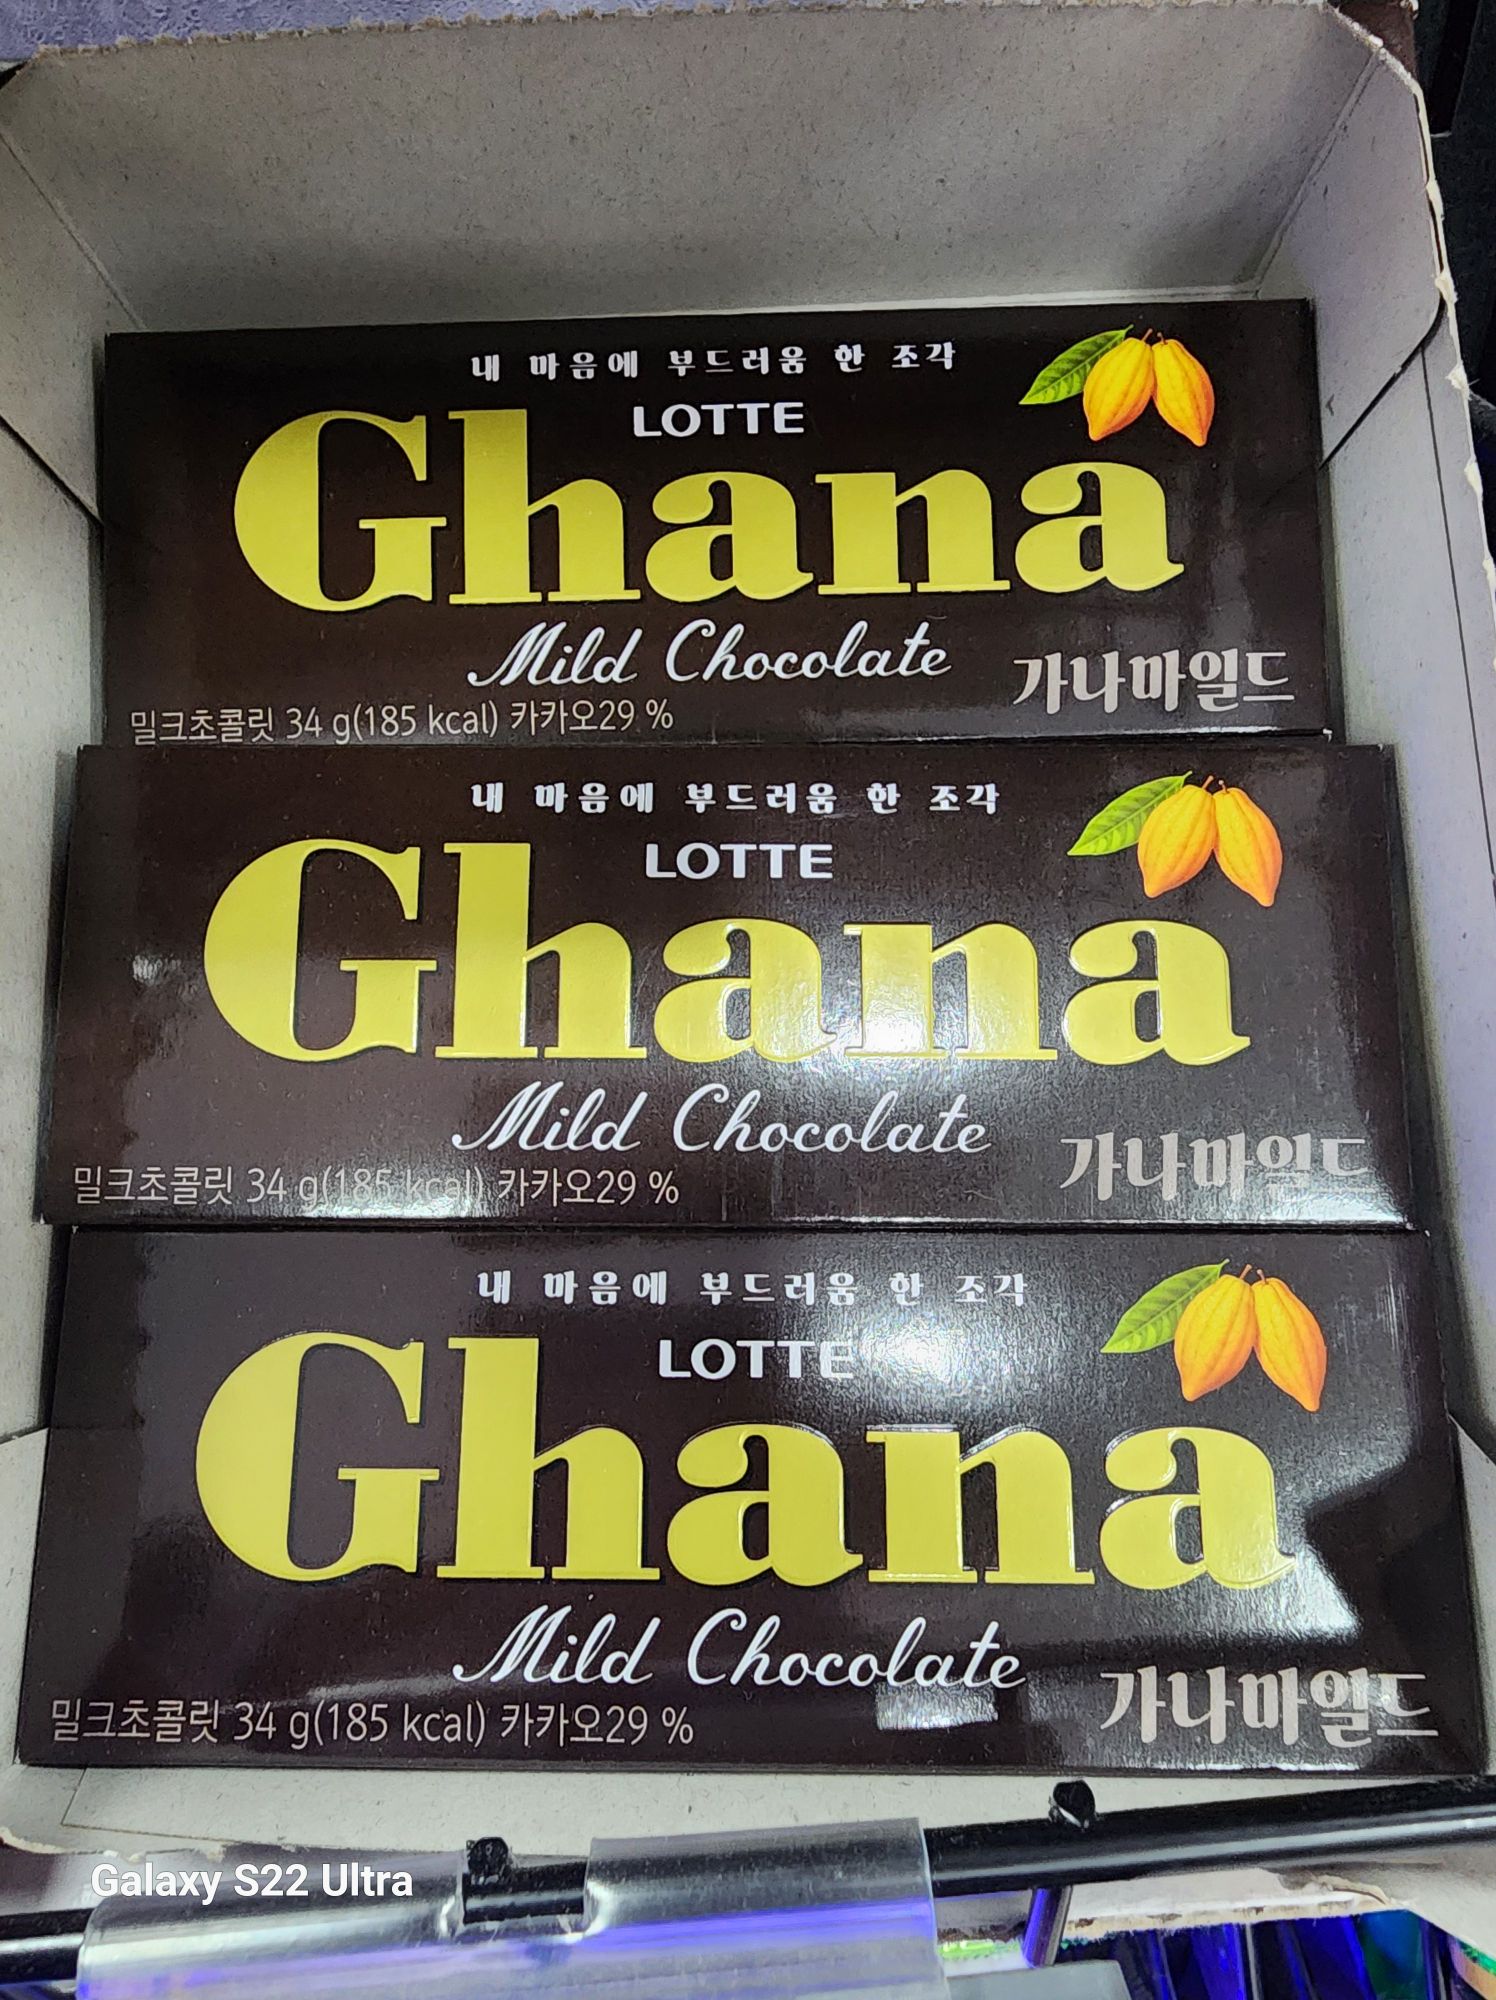 내 마음에 부드러움 한 조각
LOTTE
Ghana
Mild Chocolate
가나마일드
밀크초콜릿 34 g(185 kcal) 카카오29 %
내 마음에 부드러움 한 조각
LOTTE
Ghana
Mild Chocolate
가나마일드
밀크초콜릿 34 g(185 kcal) 카카오29 %
내 마음에 부드러움 한 조각
LOTTE
Ghana
Mild Chocolate
가나마일드
밀크초콜릿 34 g(185 kcal) 카카오29 %
Galaxy S22 Ultra